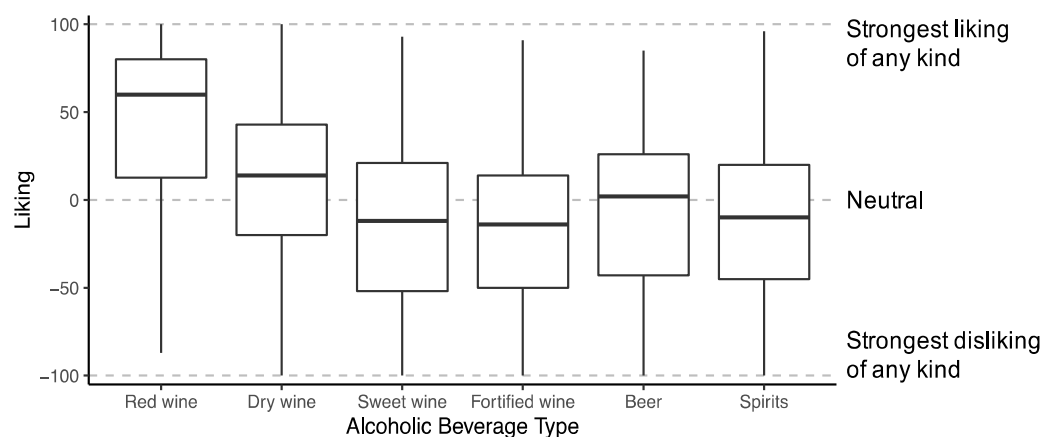 100
50
0
−50
−100
Liking
Red wine
Dry wine
Sweet wine
Fortified wine
Beer
Spirits
Alcoholic Beverage Type
Strongest liking
of any kind
Neutral
Strongest disliking
of any kind